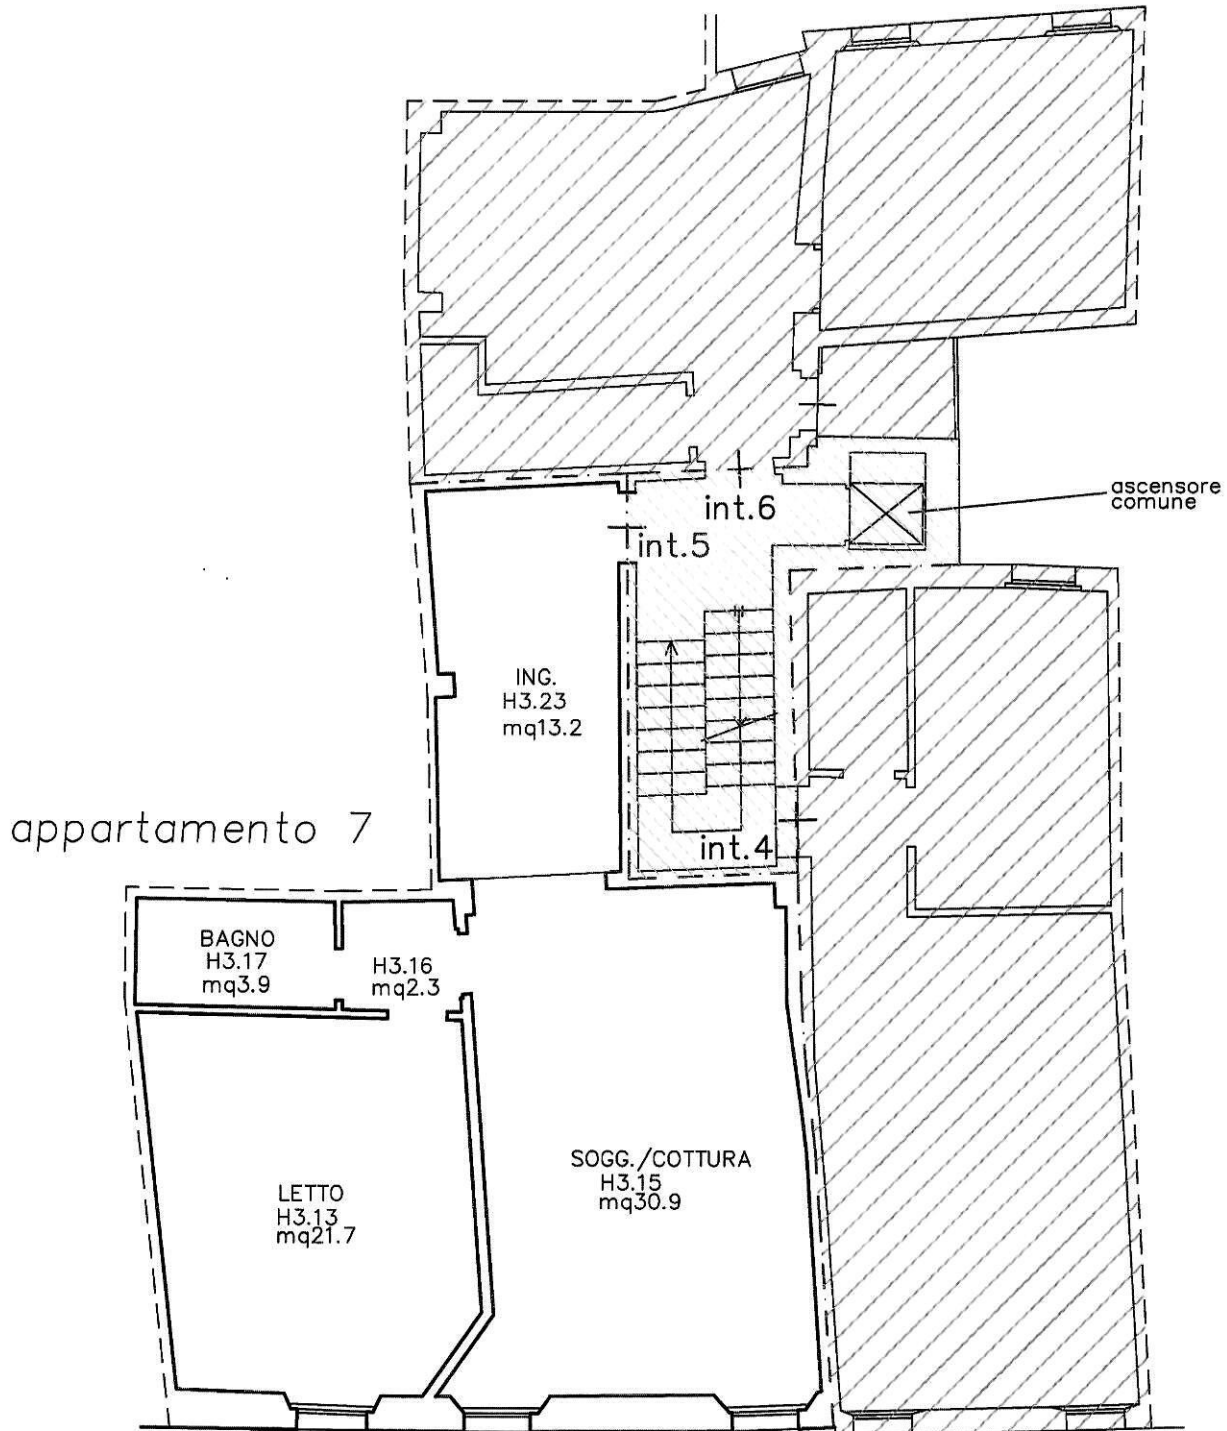 ascensore
comune
int.6
int.5
ING.
H3.23
mq13.2
appartamento 7
int.4
BAGNO
H3.17
mq3.9
H3.16
mq2.3
SOGG./COTTURA
H3.15
mq30.9
LETTO
H3.13
mq21.7